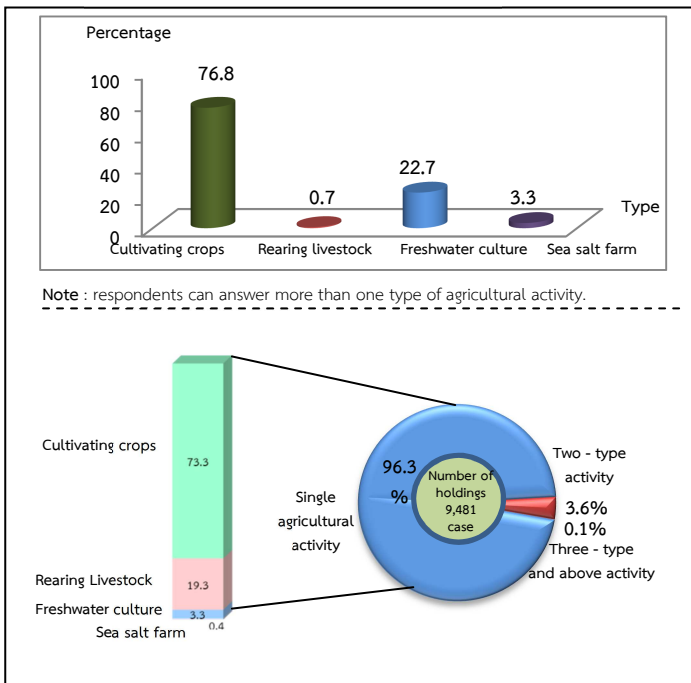 Percentage
76.8
100
80
60
40
20
0
0.7
22.7
3.3
Type
Cultivating crops
Rearing livestock
Freshwater culture
Sea salt farm
Note : respondents can answer more than one type of agricultural activity.
Cultivating crops
73.3
Rearing Livestock
19.3
Freshwater culture
3.3
Sea salt farm
0.4
Single
agricultural
activity
96.3
%
Number of
holdings
9,481
case
Two - type
activity
3.6%
0.1%
Three - type
and above activity